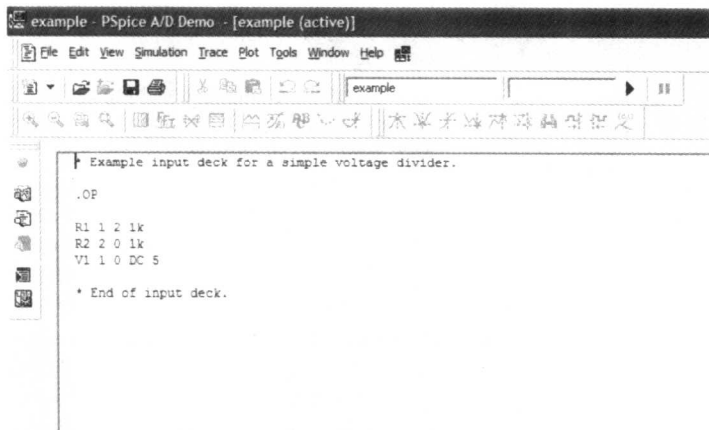 example - PSpice A/D Demo - [example (active)]
File Edit View Simulation Trace Plot Tools Window Help
example
* Example input deck for a simple voltage divider.
.OP
R1 1 2 1k
R2 2 0 1k
V1 1 0 DC 5
* End of input deck.